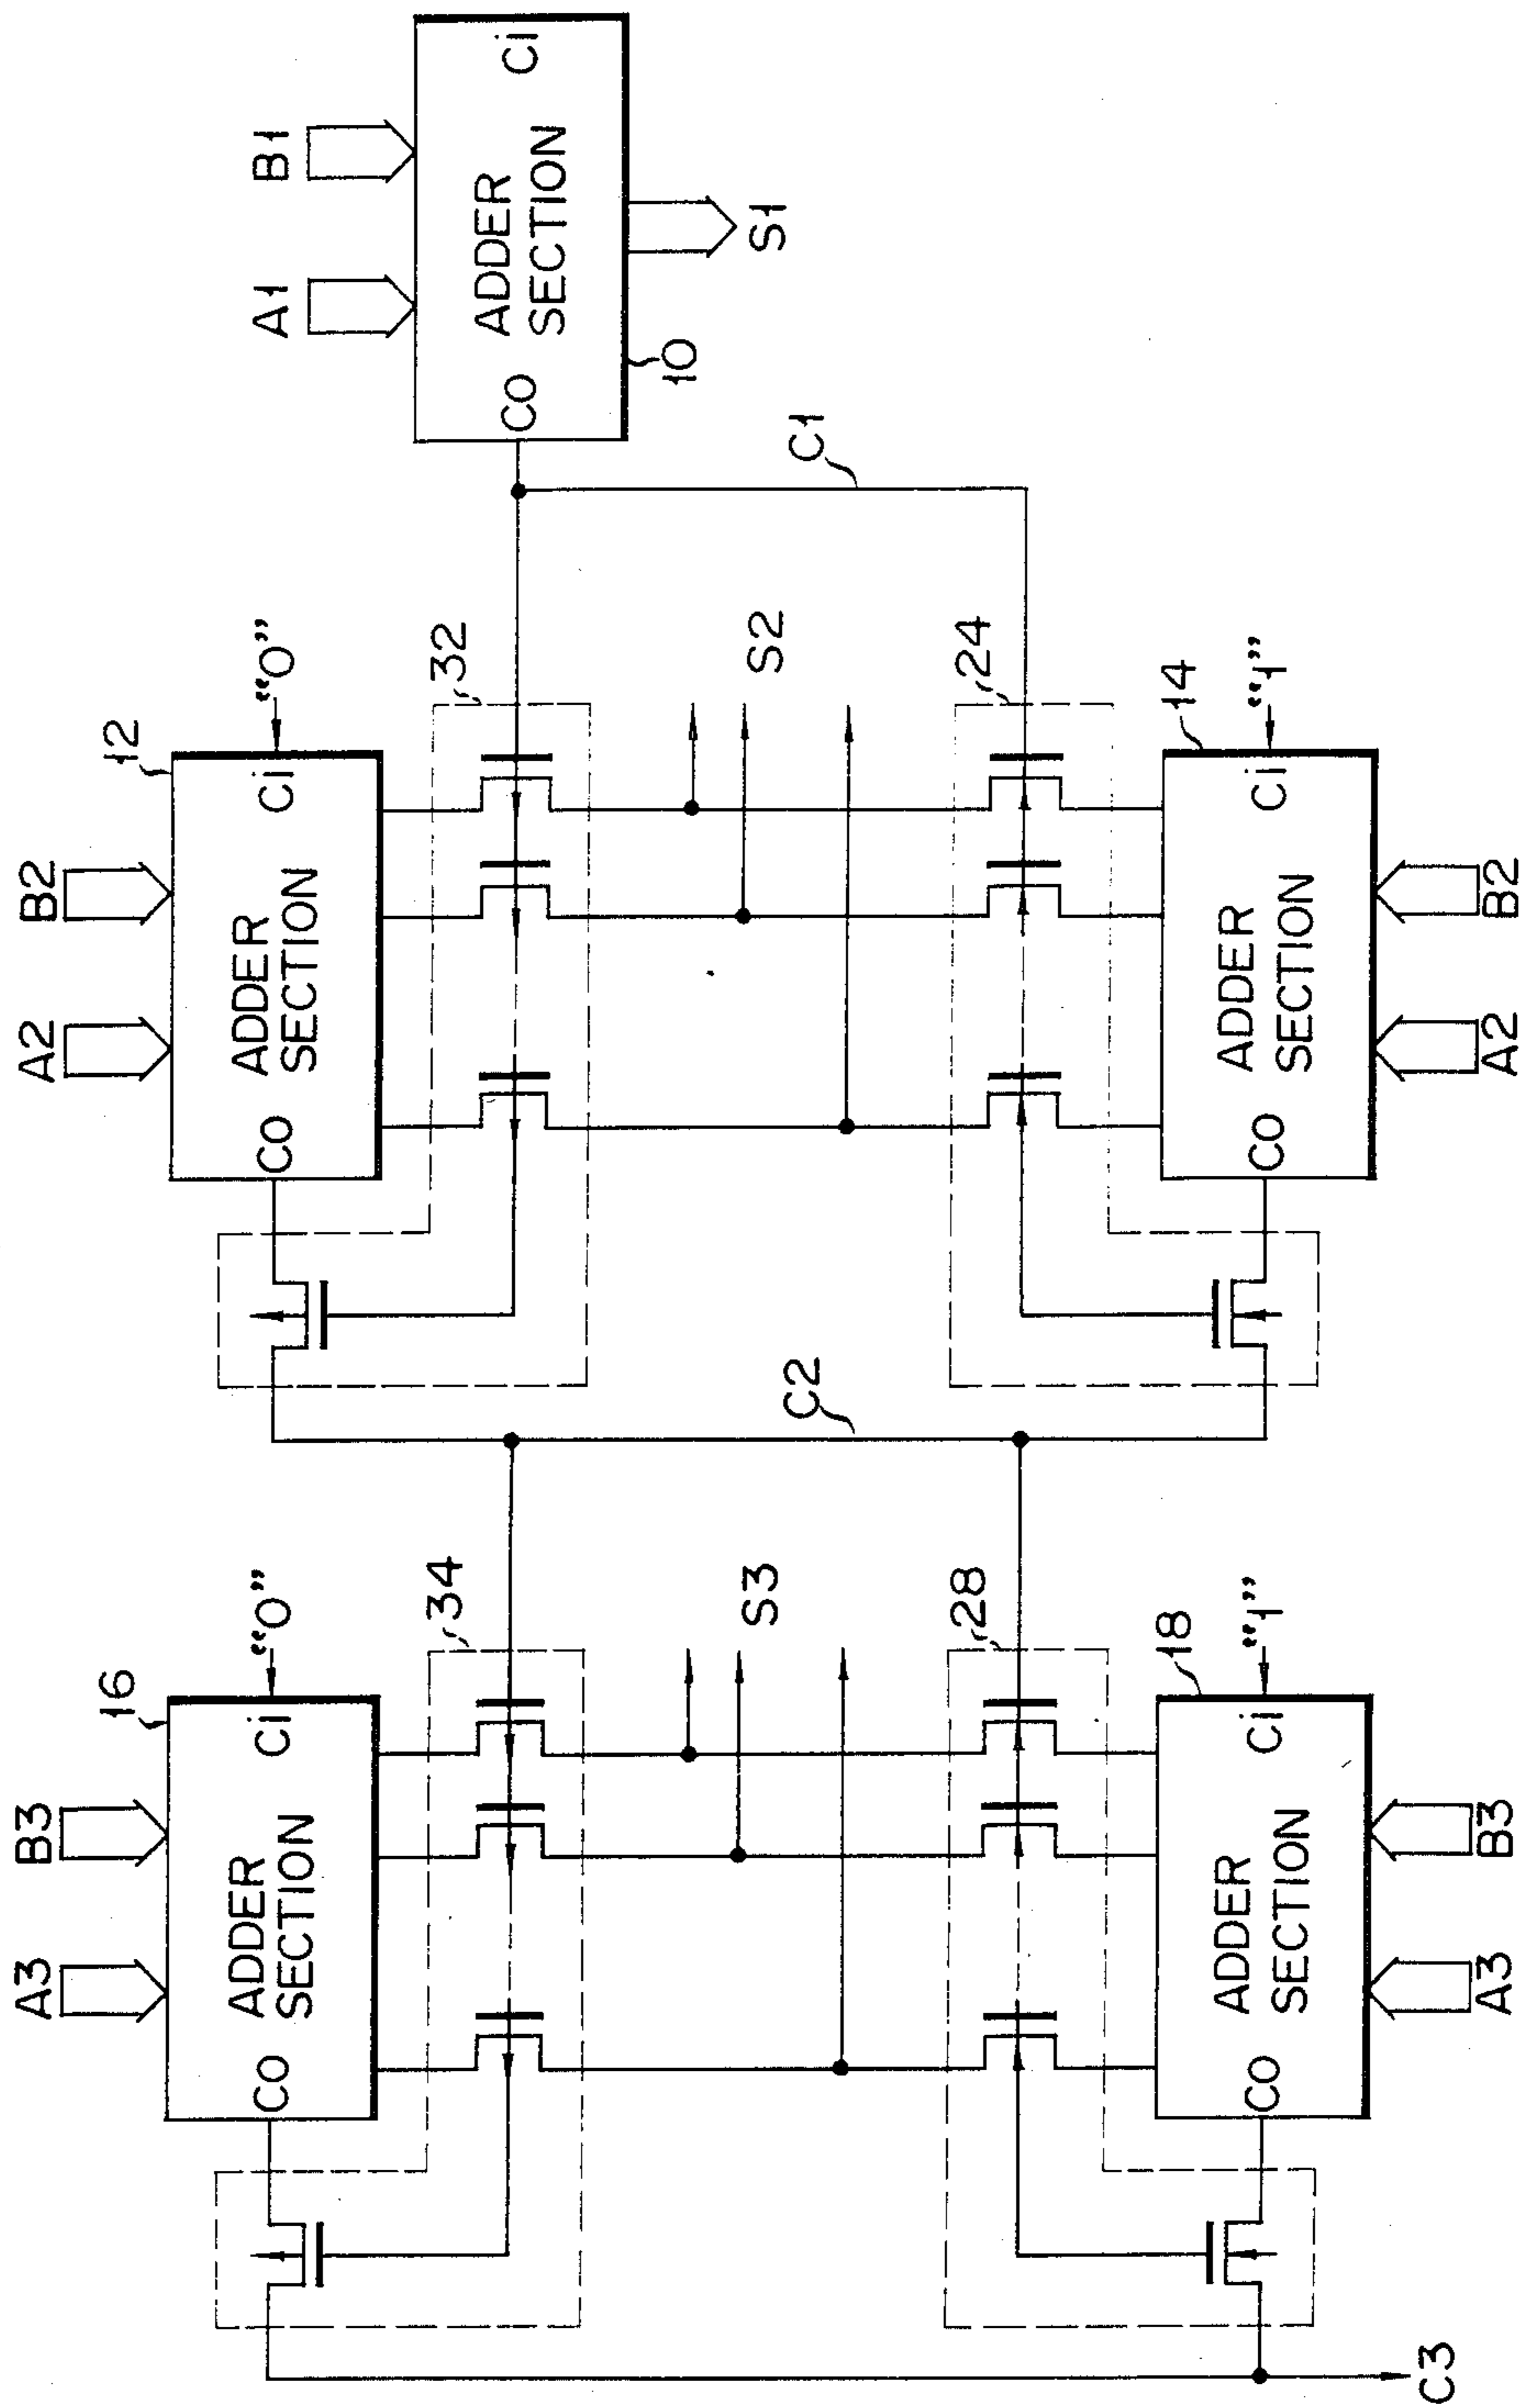 A3
B3
16
"0"
CO
ADDER
SECTION
Ci
34
S3
28
CO
ADDER
SECTION
Ci
18
"1"
A3
B3
C3
A2
B2
12
"0"
CO
ADDER
SECTION
Ci
32
C2
S2
24
CO
ADDER
SECTION
Ci
14
"1"
A2
B2
A1
B1
CO
ADDER
SECTION
Ci
10
S1
C1